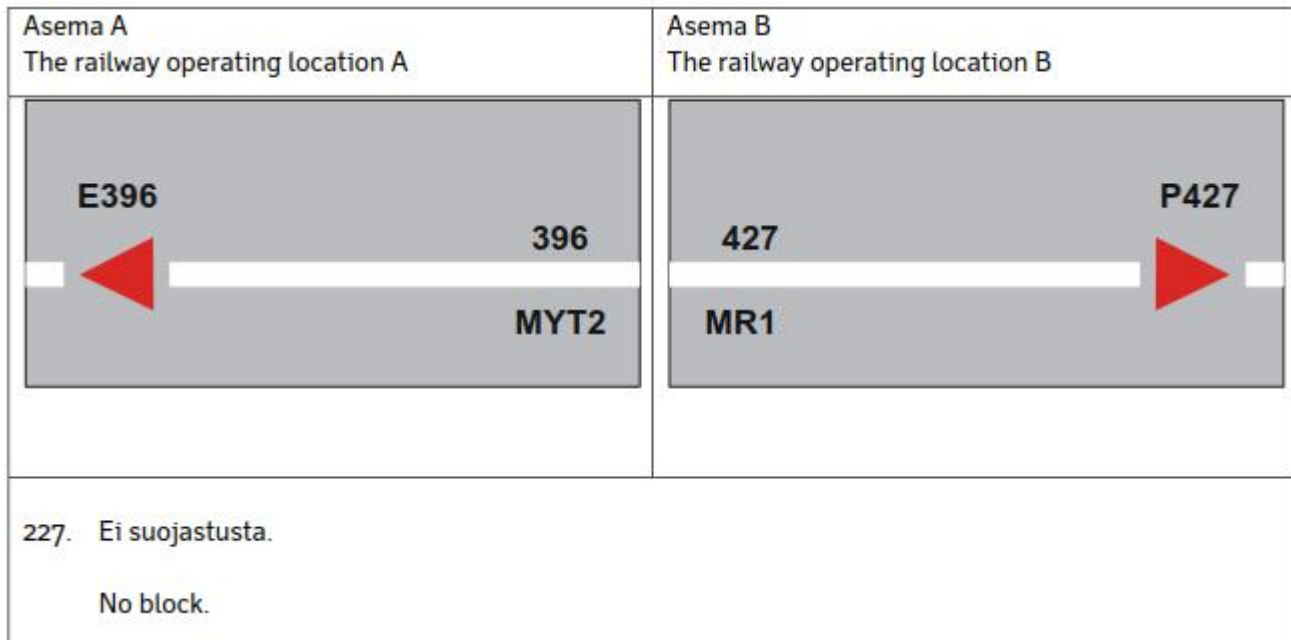 Asema A
The railway operating location A
Asema B
The railway operating location B
E396
396
MYT2
P427
427
MR1
227. Ei suojastusta.
No block.